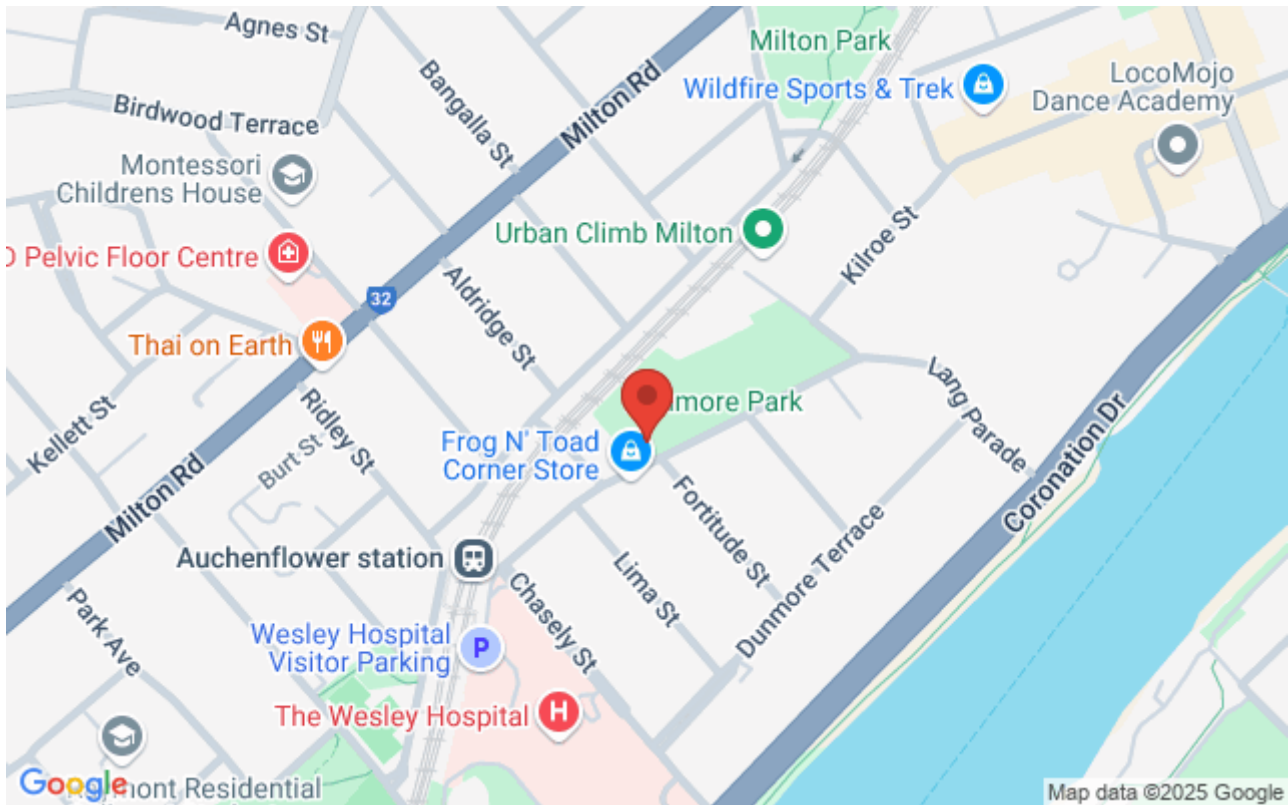 Agnes St
Milton Park
Bangalla St
Milton Rd
Wildfire Sports & Trek
LocoMojo
Dance Academy
Birdwood Terrace
Montessori
Childrens House
Urban Climb Milton
Kilroe St
Pelvic Floor Centre
Aldridge St
32
Thai on Earth
Lang Parade
Park
Kellett St
Ridley St
Burt St
Frog N' Toad
Corner Store
Coronation Dr
Milton Rd
Fortitude St
Dunmore Terrace
Auchenflower station
Lima St
Chasely St
Park Ave
Wesley Hospital
Visitor Parking
P
The Wesley Hospital
H
Google
Residential
Map data ©2025 Google